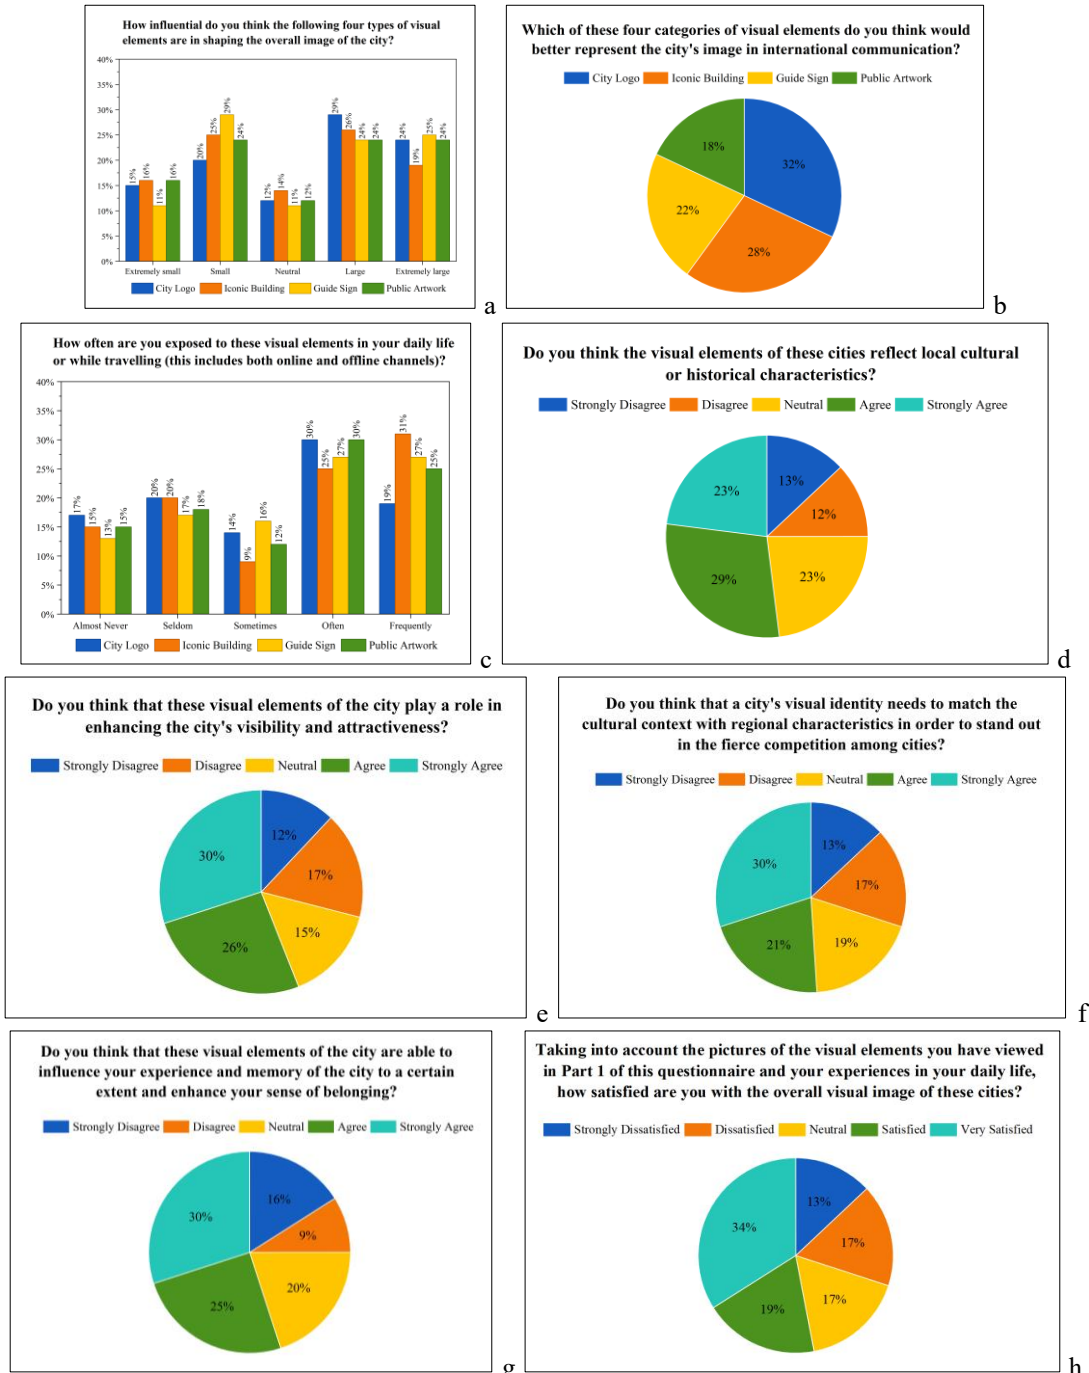 How influential do you think the following four types of visual
elements are in shaping the overall image of the city?
40%
35%
30%
25%
20%
15%
10%
5%
0%
15%
16%
11%
16%
20%
25%
29%
24%
12%
14%
11%
12%
29%
26%
24%
24%
24%
19%
25%
24%
Extremely small Small Neutral Large Extremely large
City Logo Iconic Building Guide Sign Public Artwork
a
Which of these four categories of visual elements do you think would
better represent the city's image in international communication?
City Logo Iconic Building Guide Sign Public Artwork
18%
32%
22%
28%
b
How often are you exposed to these visual elements in your daily life
or while travelling (this includes both online and offline channels)?
40%
35%
30%
25%
20%
15%
10%
5%
0%
17%
15%
13%
15%
20%
20%
17%
18%
14%
9%
16%
12%
30%
25%
27%
30%
19%
31%
27%
25%
Almost Never Seldom Sometimes Often Frequently
City Logo Iconic Building Guide Sign Public Artwork
c
Do you think the visual elements of these cities reflect local cultural
or historical characteristics?
Strongly Disagree Disagree Neutral Agree Strongly Agree
23%
13%
12%
29%
23%
d
Do you think that these visual elements of the city play a role in
enhancing the city's visibility and attractiveness?
Strongly Disagree Disagree Neutral Agree Strongly Agree
12%
30%
17%
15%
26%
e
Do you think that a city's visual identity needs to match the
cultural context with regional characteristics in order to stand out
in the fierce competition among cities?
Strongly Disagree Disagree Neutral Agree Strongly Agree
13%
30%
17%
21%
19%
f
Do you think that these visual elements of the city are able to
influence your experience and memory of the city to a certain
extent and enhance your sense of belonging?
Strongly Disagree Disagree Neutral Agree Strongly Agree
16%
30%
9%
20%
25%
g
Taking into account the pictures of the visual elements you have viewed
in Part 1 of this questionnaire and your experiences in your daily life,
how satisfied are you with the overall visual image of these cities?
Strongly Dissatisfied Dissatisfied Neutral Satisfied Very Satisfied
13%
34%
17%
17%
19%
h